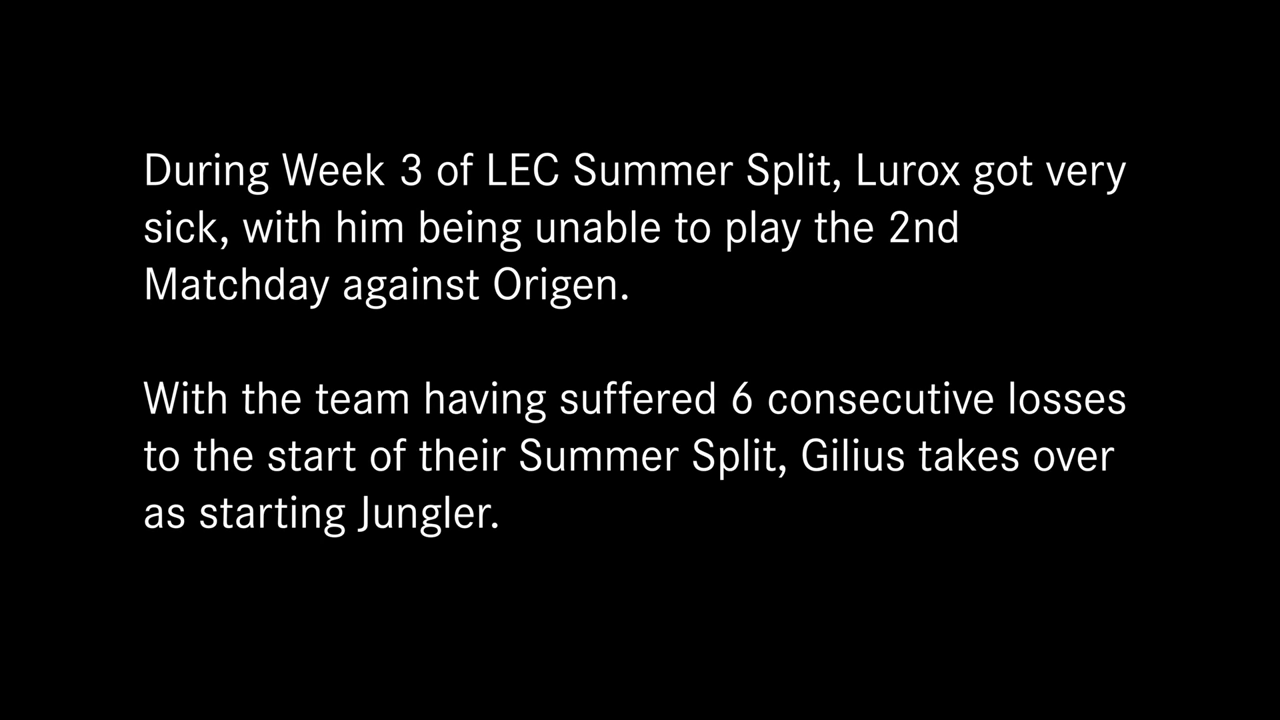 During Week 3 of LEC Summer Split, Lurox got very
sick, with him being unable to play the 2nd
Matchday against Origen.
With the team having suffered 6 consecutive losses
to the start of their Summer Split, Gilius takes over
as starting Jungler.